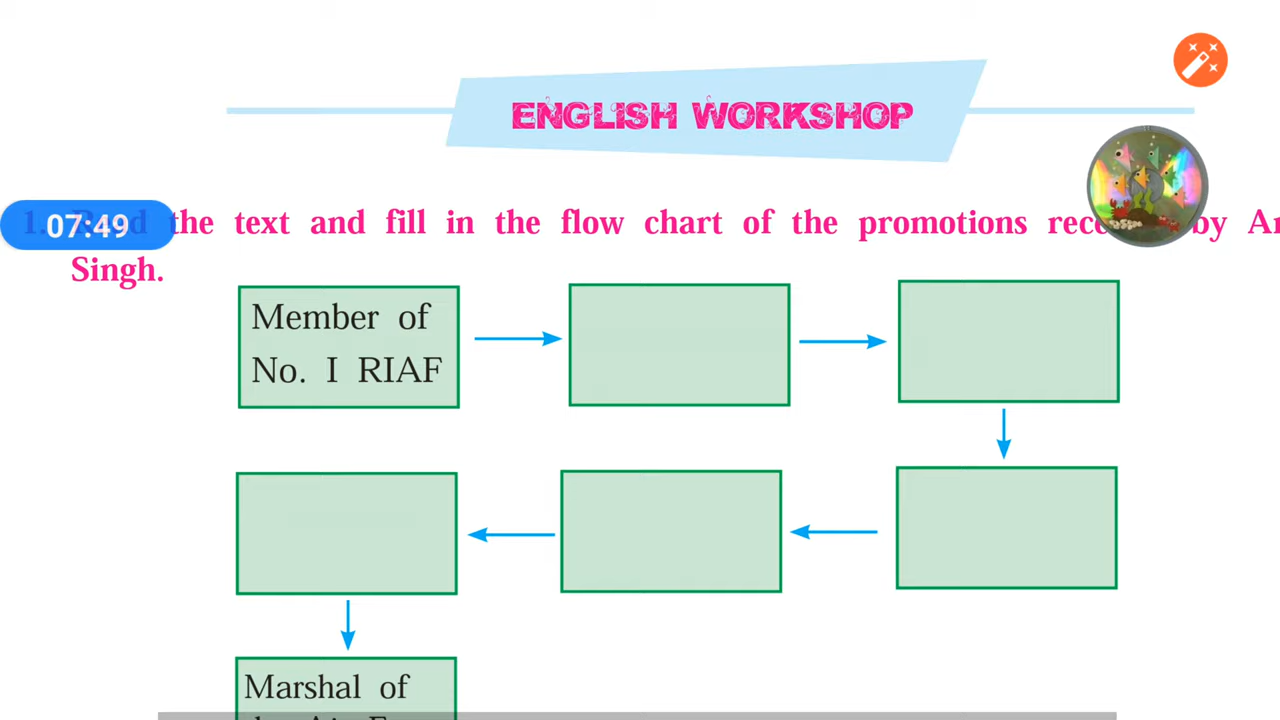 ENGLISH WORKSHOP
07:49
the text and fill in the flow chart of the promotions by
Singh.
Member of
No. I RIAF
Marshal of